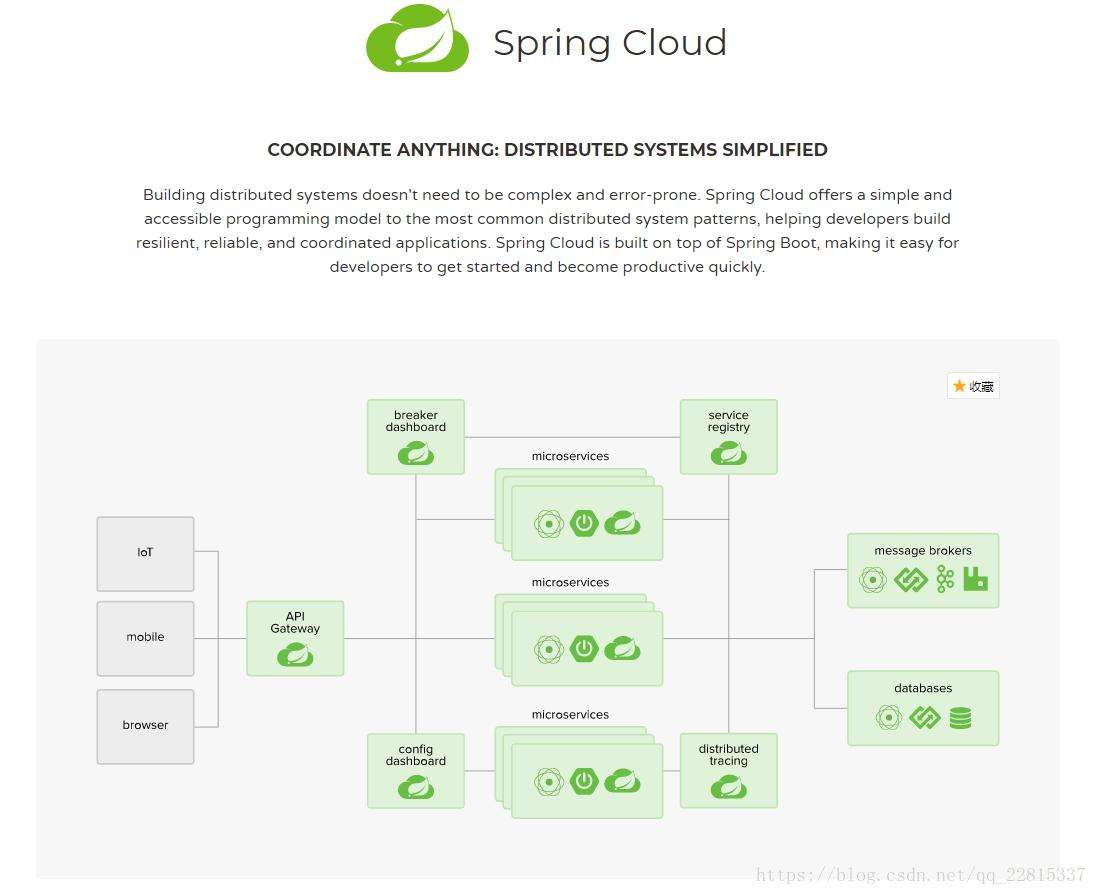 Spring Cloud
COORDINATE ANYTHING: DISTRIBUTED SYSTEMS SIMPLIFIED
Building distributed systems doesn't need to be complex and error-prone. Spring Cloud offers a simple and
accessible programming model to the most common distributed system patterns, helping developers build
resilient, reliable, and coordinated applications. Spring Cloud is built on top of Spring Boot, making it easy for
developers to get started and become productive quickly.
收藏
breaker
dashboard
service
registry
microservices
IoT
message brokers
microservices
API
Gateway
mobile
databases
microservices
browser
config
dashboard
distributed
tracing
https://blog.csdn.net/qq_22815337